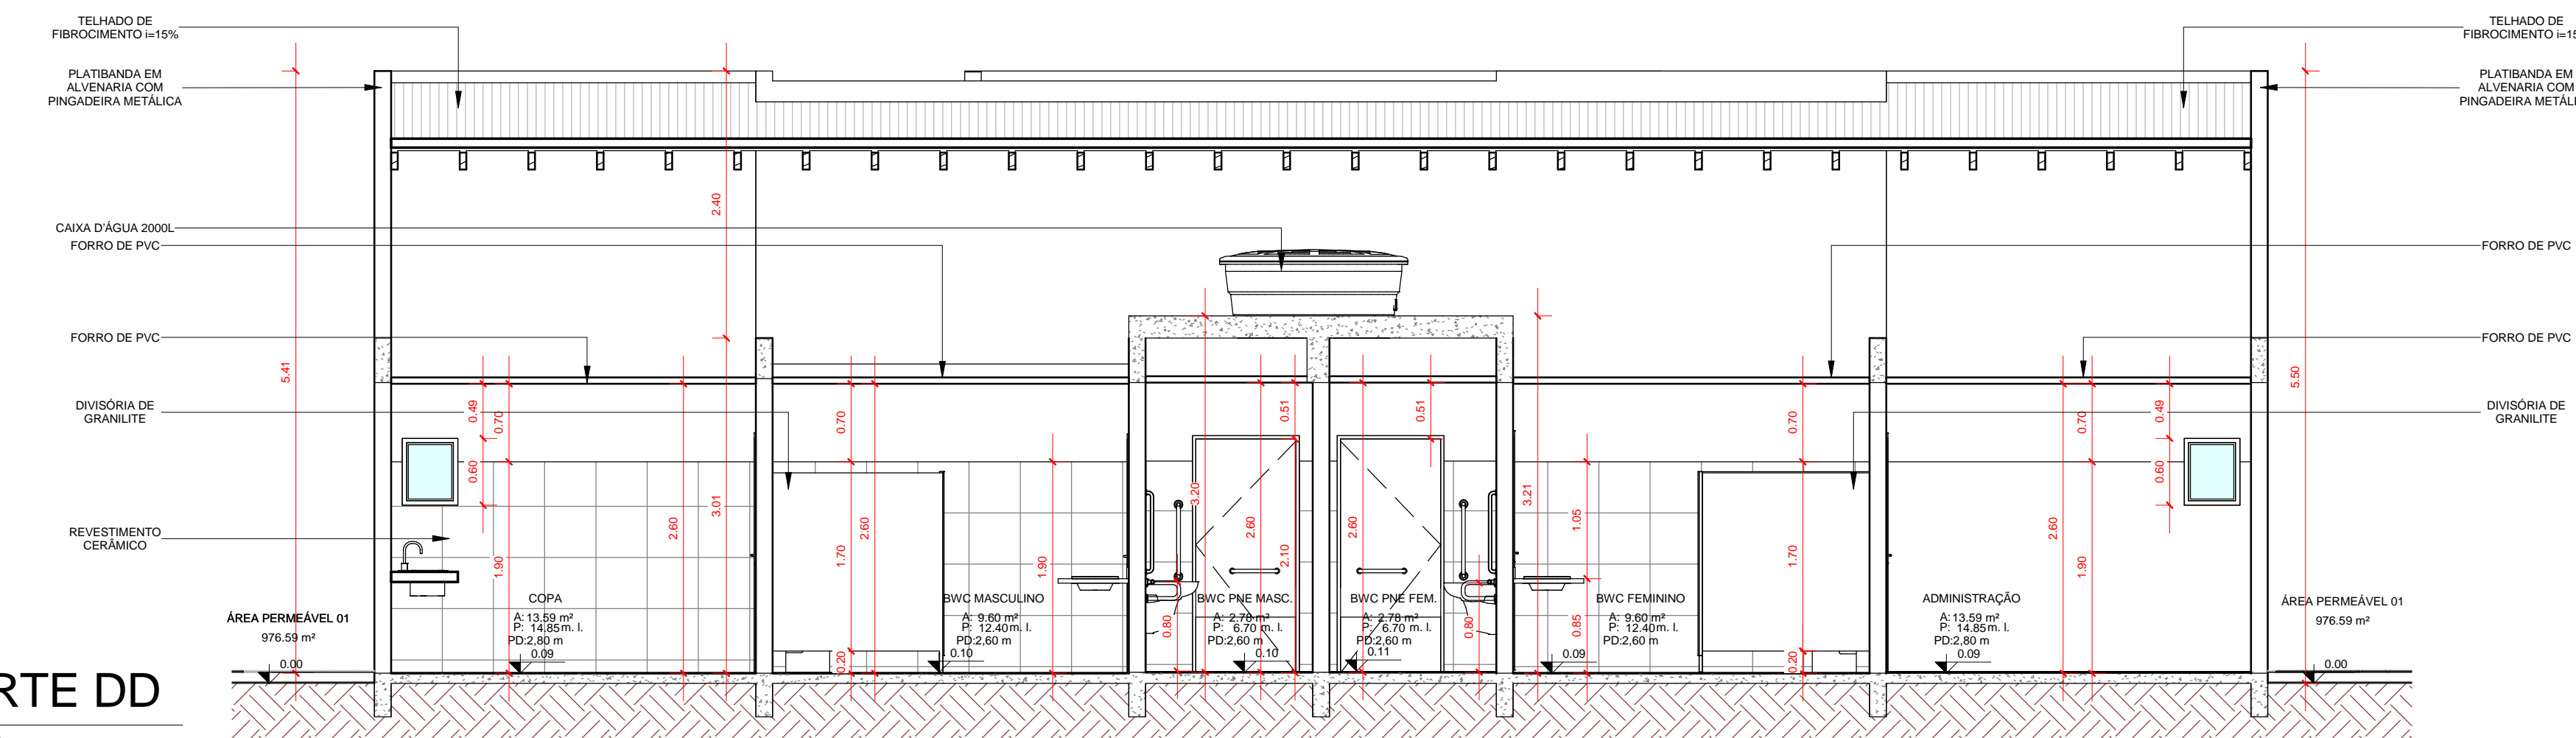 TELHADO DE
FIBROCIMENTO i=15%
PLATIBANDA EM
ALVENARIA COM
PINGADEIRA METÁLICA
CAIXA D'ÁGUA 2000L
FORRO DE PVC
FORRO DE PVC
DIVISÓRIA DE
GRANILITE
REVESTIMENTO
CERÂMICO
ÁREA PERMEÁVEL 01
976.59 m²
0.00
RTE DD
5.41
2.40
3.01
0.49
0.70
0.60
1.90
2.60
COPA
A: 13.59 m²
P: 14.85 m. l.
PD:2,80 m
0.09
0.70
2.60
1.70
0.20
1.90
BWC MASCULINO
A: 9.60 m²
P: 12.40 m. l.
PD:2,60 m
0.10
0.80
3.20
2.60
0.51
2.10
BWC PNE MASC.
A: 2.78 m²
P: 6.70 m. l.
PD:2,60 m
0.10
2.60
0.51
0.80
BWC PNE FEM.
A: 2.78 m²
P: 6.70 m. l.
PD:2,60 m
0.11
3.21
1.05
0.85
BWC FEMININO
A: 9.60 m²
P: 12.40 m. l.
PD:2,60 m
0.09
0.70
1.70
0.20
ADMINISTRAÇÃO
A: 13.59 m²
P: 14.85 m. l.
PD:2,80 m
0.09
2.60
0.70
1.90
0.49
0.60
5.50
TELHADO DE
FIBROCIMENTO i=15
PLATIBANDA EM
ALVENARIA COM
PINGADEIRA METÁLI
FORRO DE PVC
FORRO DE PVC
DIVISÓRIA DE
GRANILITE
ÁREA PERMEÁVEL 01
976.59 m²
0.00